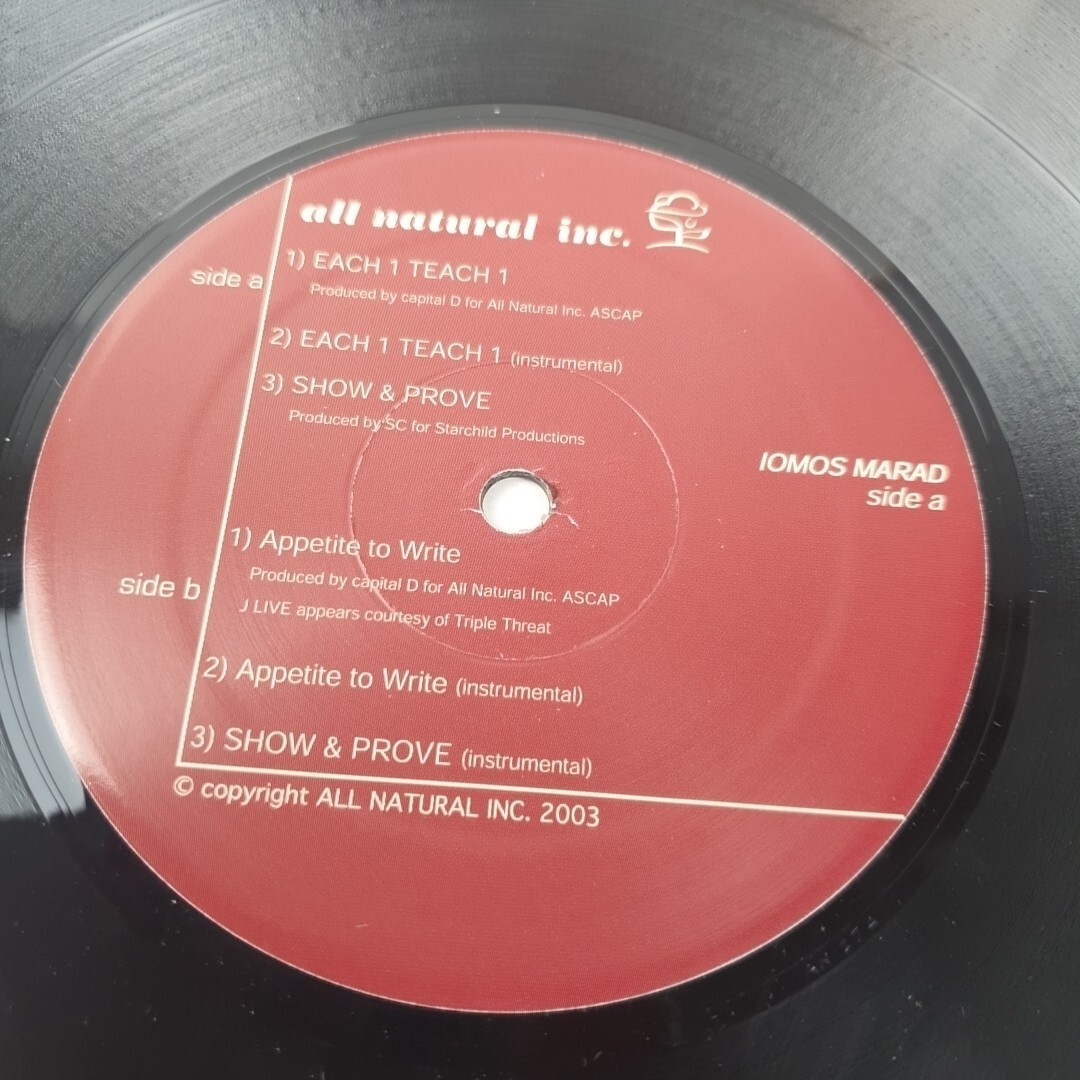 all natural inc.
side a
1) EACH 1 TEACH 1
Produced by capital D for All Natural Inc. ASCAP
2) EACH 1 TEACH 1 (instrumental)
3) SHOW & PROVE
Produced by SC for Starchild Productions
IOMOS MARAD
side a
side b
1) Appetite to Write
Produced by capital D for All Natural Inc. ASCAP
J LIVE appears courtesy of Triple Threat
2) Appetite to Write (instrumental)
3) SHOW & PROVE (instrumental)
© copyright ALL NATURAL INC. 2003